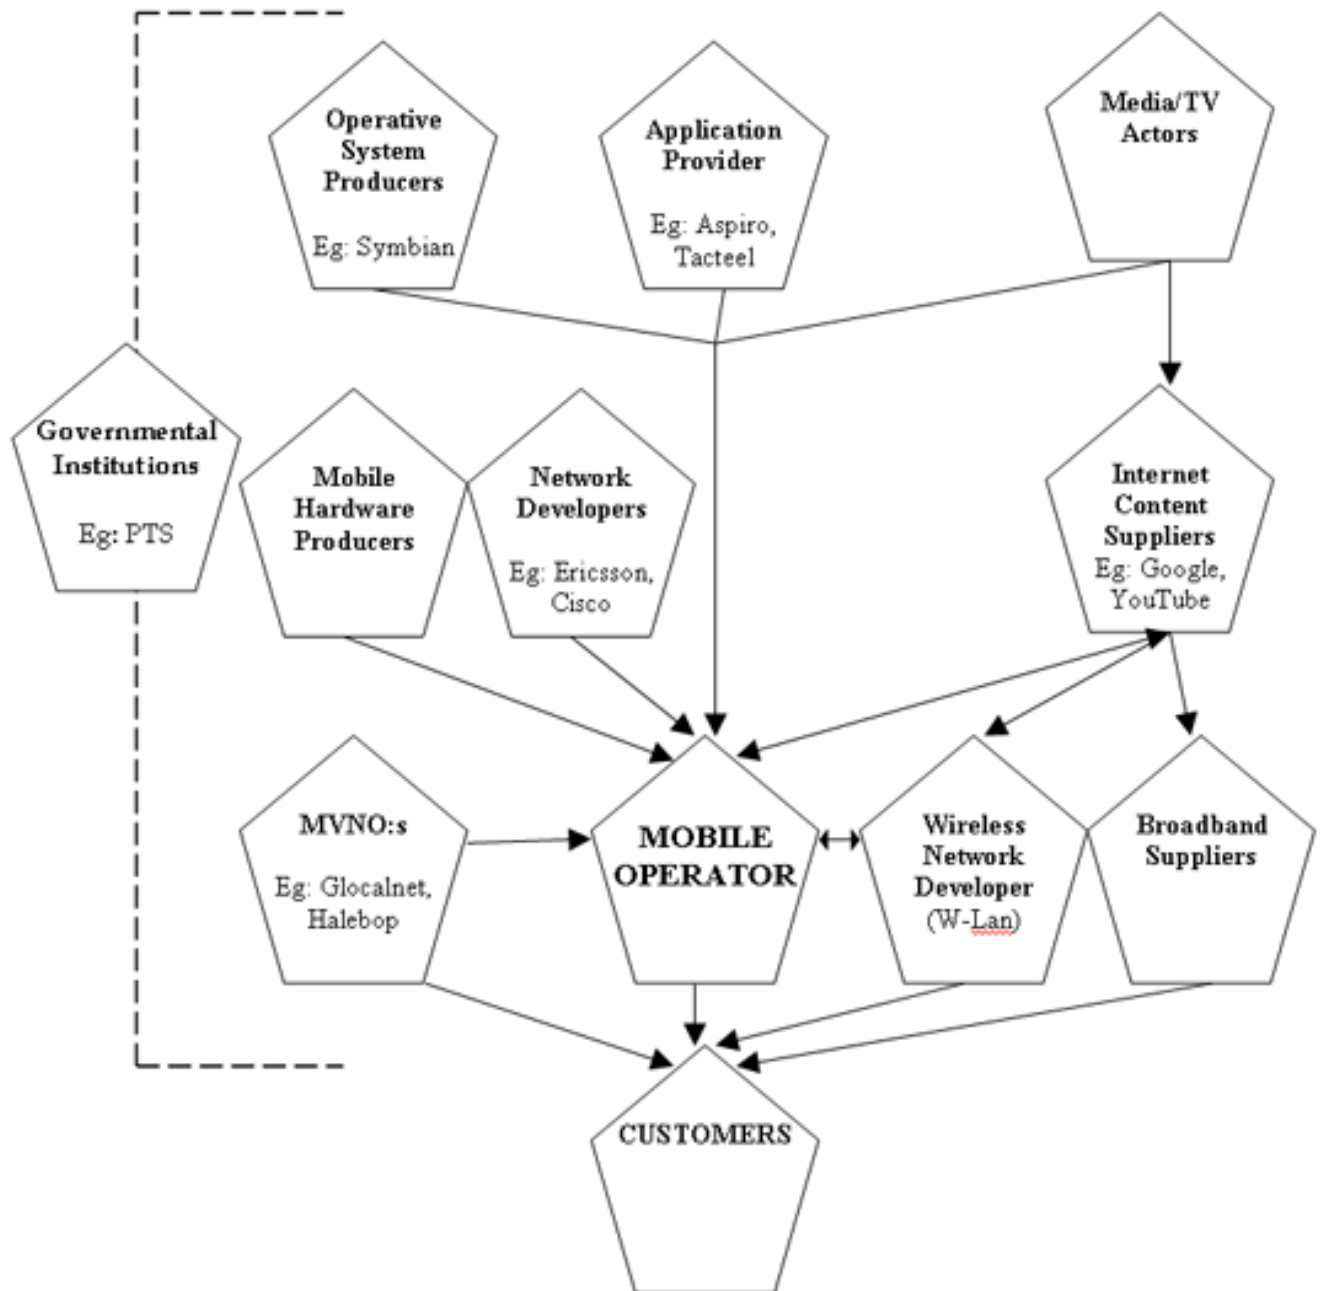 Operative
System
Producers
Eg: Symbian
Application
Provider
Eg: Aspiro,
Tacteel
Media/TV
Actors
Governmental
Institutions
Eg: PTS
Mobile
Hardware
Producers
Network
Developers
Eg: Ericsson,
Cisco
Internet
Content
Suppliers
Eg: Google,
YouTube
MVNO:s
Eg: Glocalnet,
Halebop
MOBILE
OPERATOR
Wireless
Network
Developer
(W-Lan)
Broadband
Suppliers
CUSTOMERS